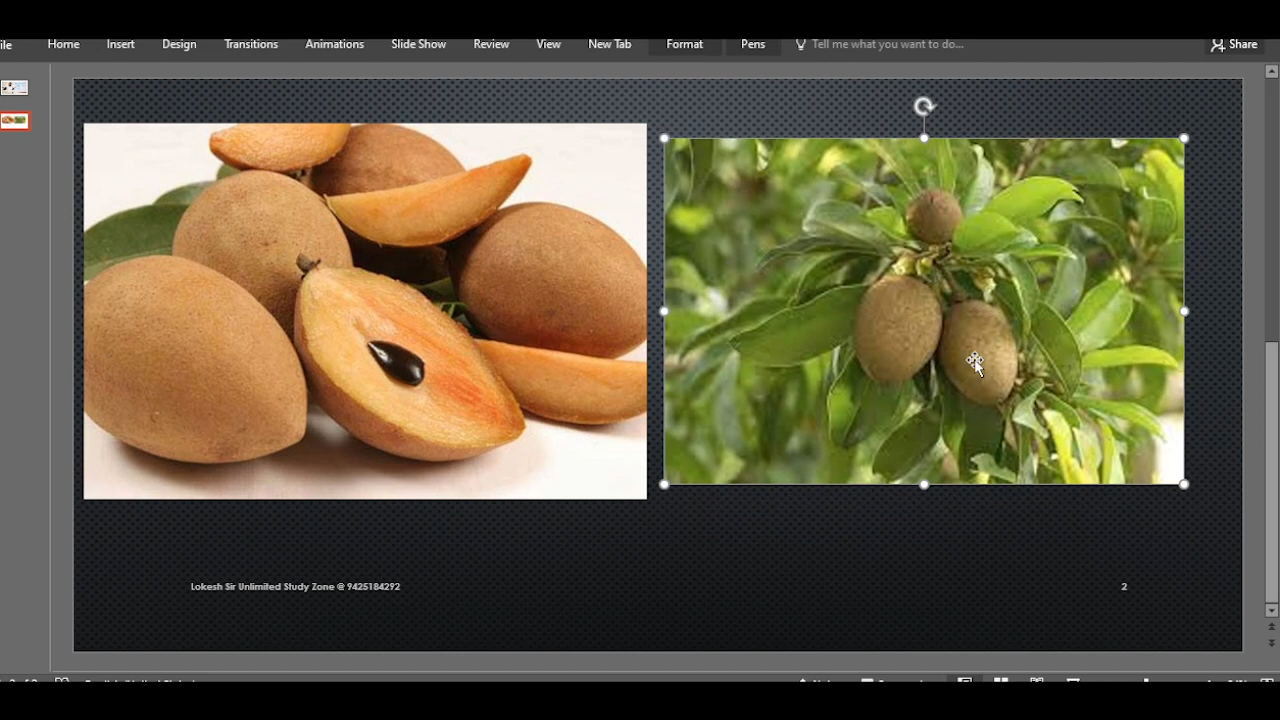 Home Insert Design Transitions Animations Slide Show Review View New Tab Format Pens Tell me what you want to do... Share
Lokesh Sir Unlimited Study Zone @ 9425184292 2